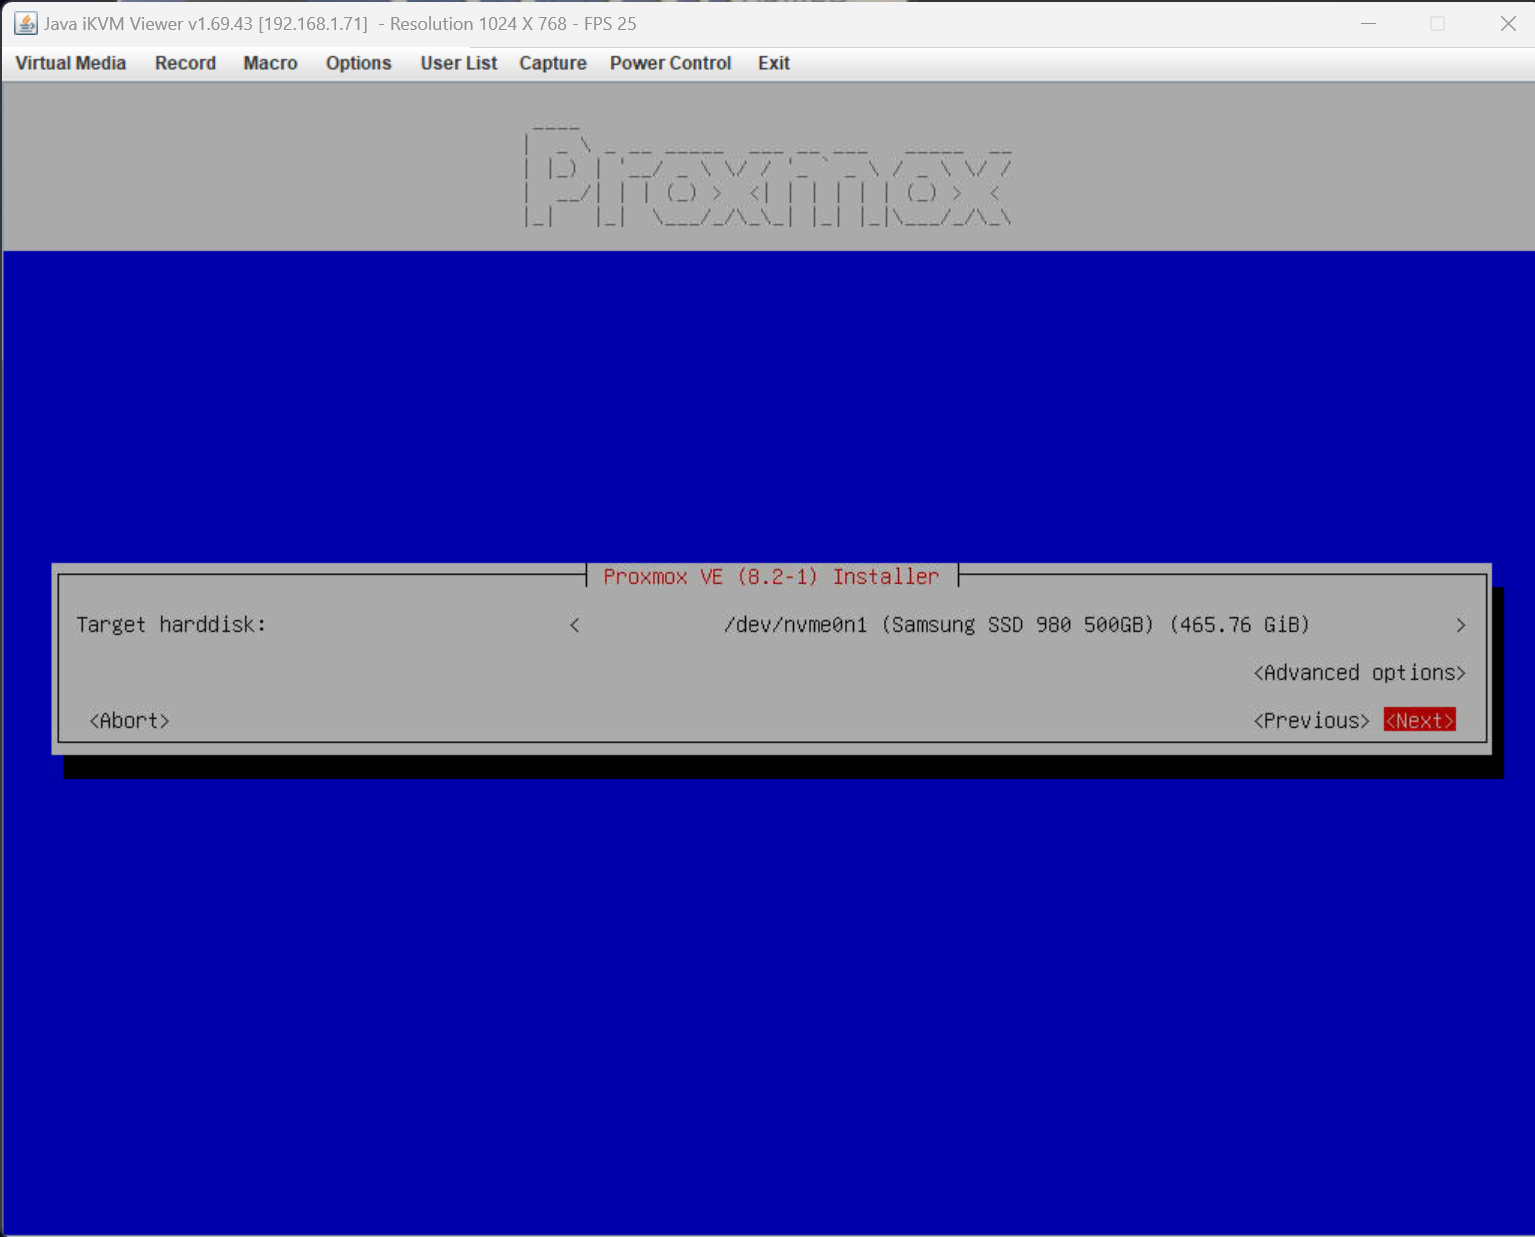 Java iKVM Viewer v1.69.43 [192.168.1.71] - Resolution 1024 X 768 - FPS 25
Virtual Media Record Macro Options User List Capture Power Control Exit
Proxmox
Proxmox VE (8.2-1) Installer
Target harddisk: < /dev/nvme0n1 (Samsung SSD 980 500GB) (465.76 GiB) >
<Advanced options>
<Abort> <Previous> <Next>